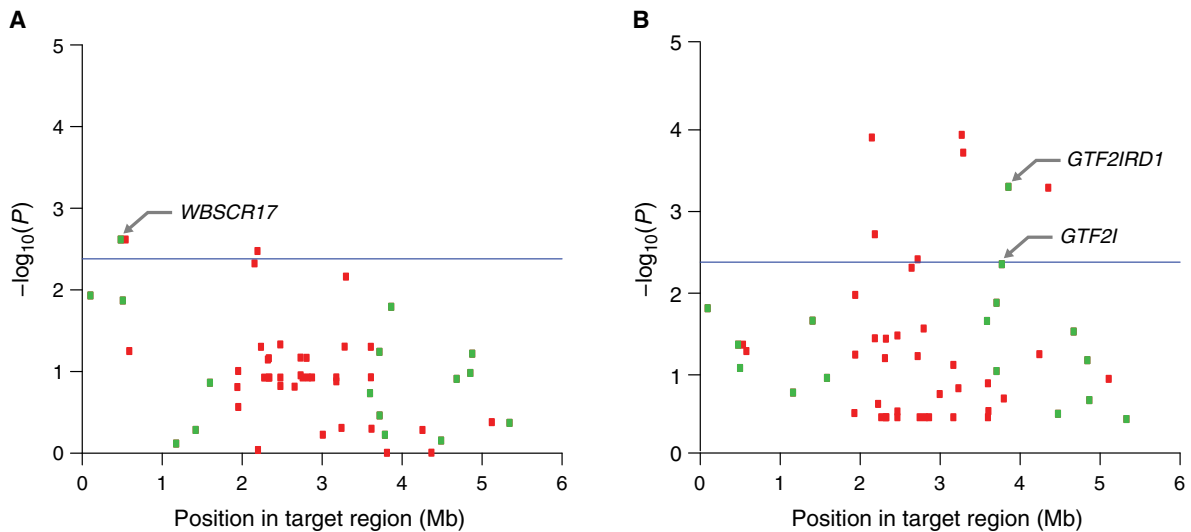 A
5
4
3
2
1
0
−log10(P)
WBSCR17
0 1 2 3 4 5 6
Position in target region (Mb)
B
5
4
3
2
1
0
−log10(P)
GTF2IRD1
GTF2I
0 1 2 3 4 5 6
Position in target region (Mb)